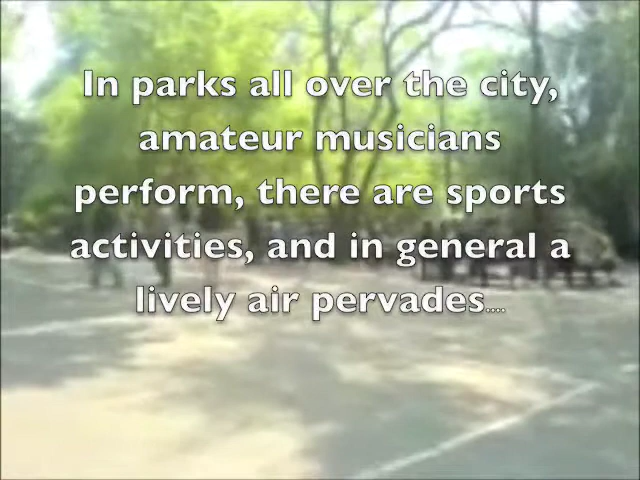 In parks all over the city,
amateur musicians
perform, there are sports
activities, and in general a
lively air pervades....